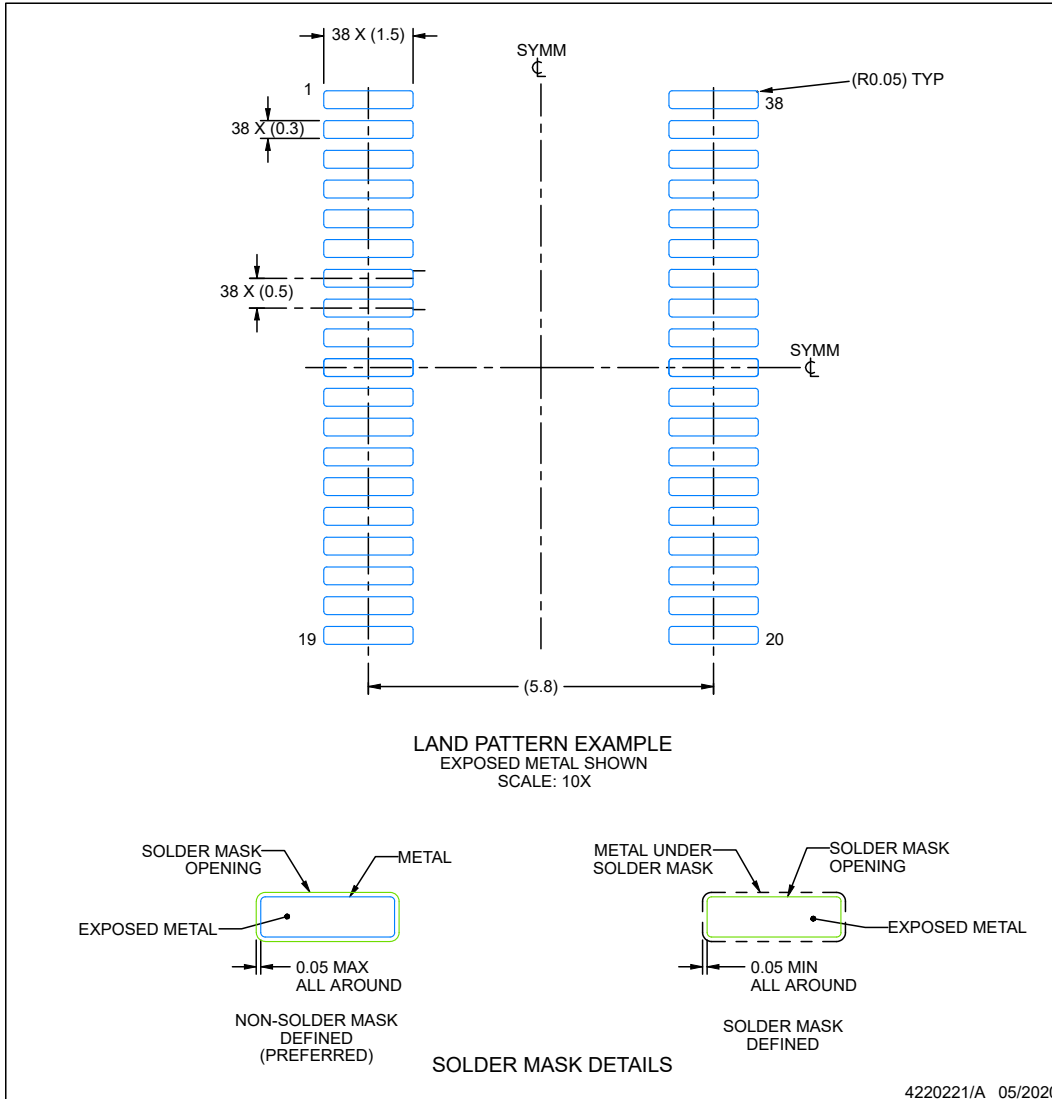 38 X (1.5)
SYMM
(R0.05) TYP
1
38
38 X (0.3)
38 X (0.5)
SYMM
19
20
(5.8)
LAND PATTERN EXAMPLE
EXPOSED METAL SHOWN
SCALE: 10X
SOLDER MASK
OPENING
METAL
EXPOSED METAL
0.05 MAX
ALL AROUND
NON-SOLDER MASK
DEFINED
(PREFERRED)
METAL UNDER
SOLDER MASK
SOLDER MASK
OPENING
EXPOSED METAL
0.05 MIN
ALL AROUND
SOLDER MASK
DEFINED
SOLDER MASK DETAILS
4220221/A 05/2020